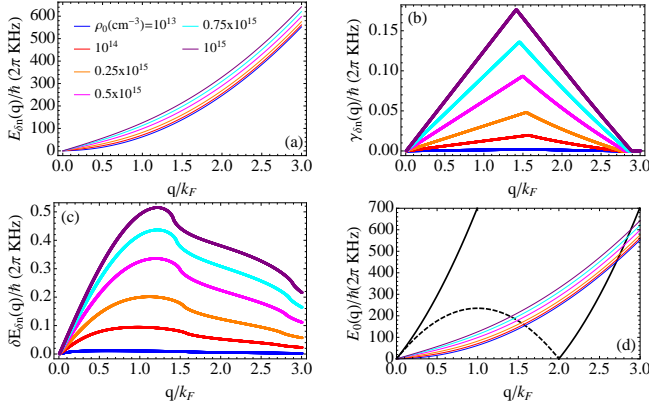 E_δn(q)/ħ (2π KHz)
600
500
400
300
200
100
0
ρ₀(cm⁻³)=10¹³
10¹⁴
0.25x10¹⁵
0.5x10¹⁵
0.75x10¹⁵
10¹⁵
(a)
0.0 0.5 1.0 1.5 2.0 2.5 3.0
q/k_F
γ_δn(q)/ħ (2π KHz)
(b)
0.15
0.10
0.05
0.00
0.0 0.5 1.0 1.5 2.0 2.5 3.0
q/k_F
δE_δn(q)/ħ (2π KHz)
(c)
0.5
0.4
0.3
0.2
0.1
0.0
0.0 0.5 1.0 1.5 2.0 2.5 3.0
q/k_F
E₀(q)/ħ(2π KHz)
700
600
500
400
300
200
100
0
(d)
0.0 0.5 1.0 1.5 2.0 2.5 3.0
q/k_F